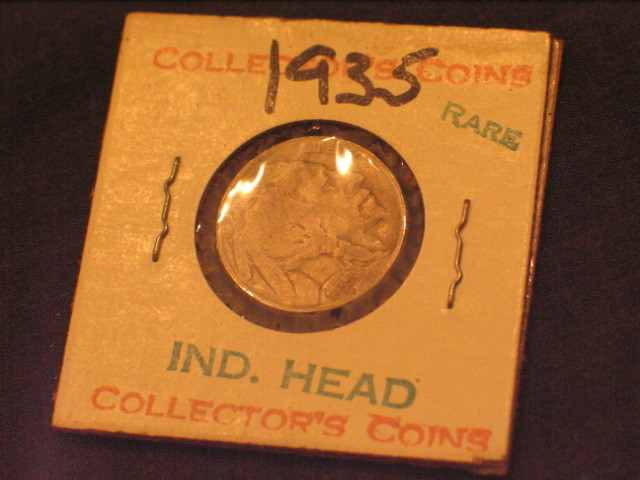 COLLECTOR'S COINS
1935
RARE
IND. HEAD
COLLECTOR'S COINS